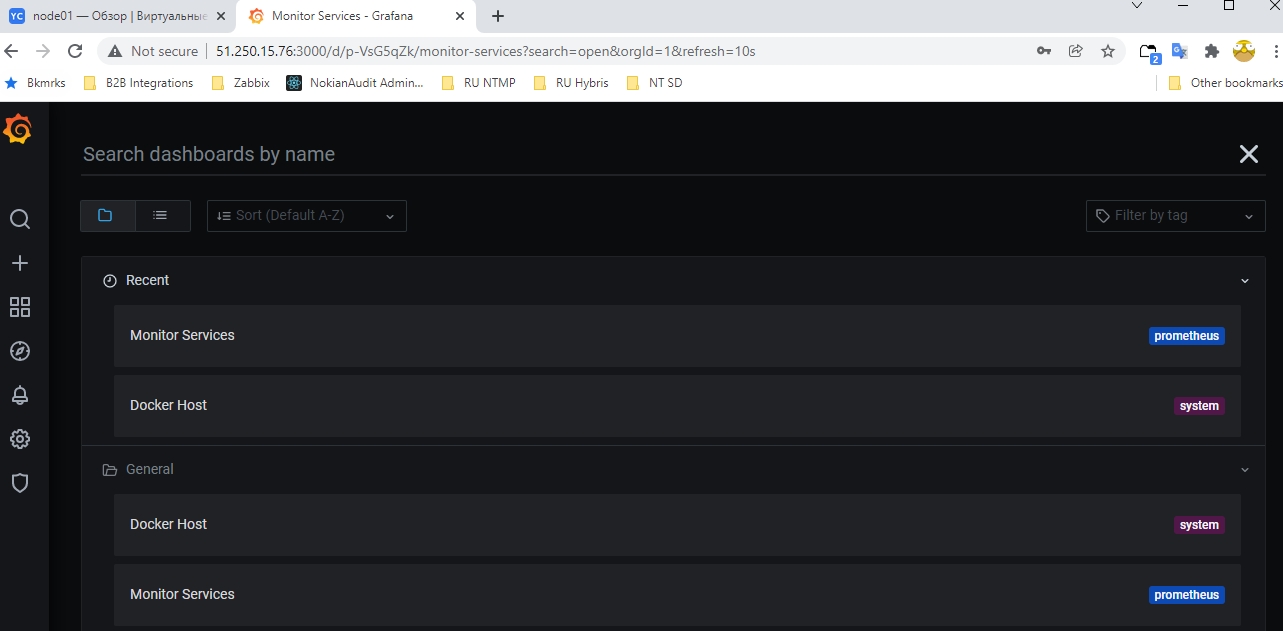 YC node01 — Обзор | Виртуальные
Monitor Services - Grafana
Not secure 51.250.15.76:3000/d/p-VsG5qZk/monitor-services?search=open&orgId=1&refresh=10s
2
Bkmrks B2B Integrations Zabbix NokianAudit Admin... RU NTMP RU Hybris NT SD Other bookmarks
Search dashboards by name
Sort (Default A-Z) Filter by tag
Recent
Monitor Services prometheus
Docker Host system
General
Docker Host system
Monitor Services prometheus